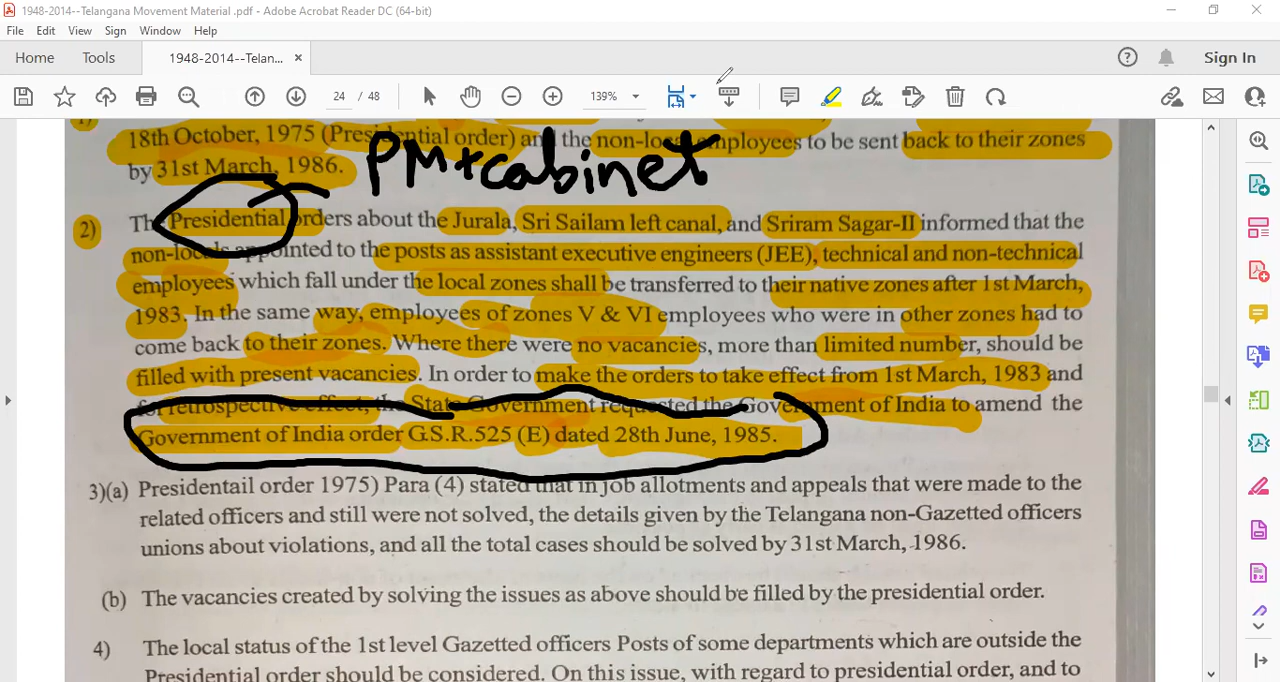 1948-2014--Telangana Movement Material .pdf - Adobe Acrobat Reader DC (64-bit)
File Edit View Sign Window Help
Home Tools 1948-2014--Telan... × Sign In
24 / 48 139%
1)
18th October, 1975 (Presidential order) and the non-local employees to be sent back to their zones
by 31st March, 1986.
PM+cabinet
2) The Presidential orders about the Jurala, Sri Sailam left canal, and Sriram Sagar-II informed that the
non-locals appointed to the posts as assistant executive engineers (JEE), technical and non-technical
employees which fall under the local zones shall be transferred to their native zones after 1st March,
1983. In the same way, employees of zones V & VI employees who were in other zones had to
come back to their zones. Where there were no vacancies, more than limited number, should be
filled with present vacancies. In order to make the orders to take effect from 1st March, 1983 and
for retrospective effect, the State Government requested the Government of India to amend the
Government of India order G.S.R.525 (E) dated 28th June, 1985.
3)(a) Presidentail order 1975) Para (4) stated that in job allotments and appeals that were made to the
related officers and still were not solved, the details given by the Telangana non-Gazetted officers
unions about violations, and all the total cases should be solved by 31st March, 1986.
(b) The vacancies created by solving the issues as above should be filled by the presidential order.
4) The local status of the 1st level Gazetted officers Posts of some departments which are outside the
Presidential order should be considered. On this issue, with regard to presidential order, and to